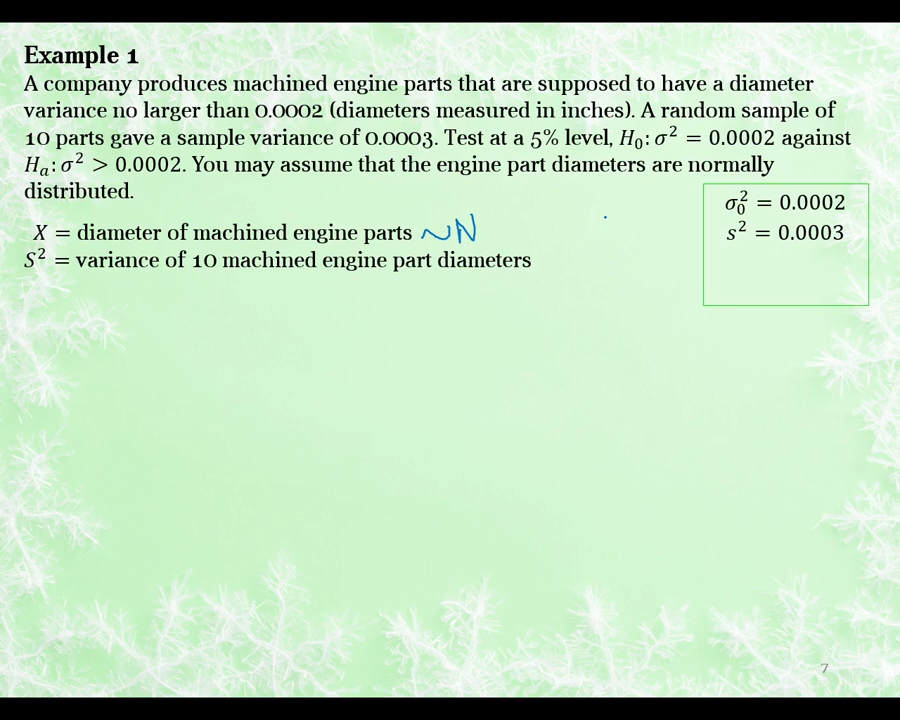 Example 1
A company produces machined engine parts that are supposed to have a diameter
variance no larger than 0.0002 (diameters measured in inches). A random sample of
10 parts gave a sample variance of 0.0003. Test at a 5% level, H₀: σ² = 0.0002 against
Hₐ: σ² > 0.0002. You may assume that the engine part diameters are normally
distributed.
σ₀² = 0.0002
s² = 0.0003
X = diameter of machined engine parts ~N
S² = variance of 10 machined engine part diameters
7